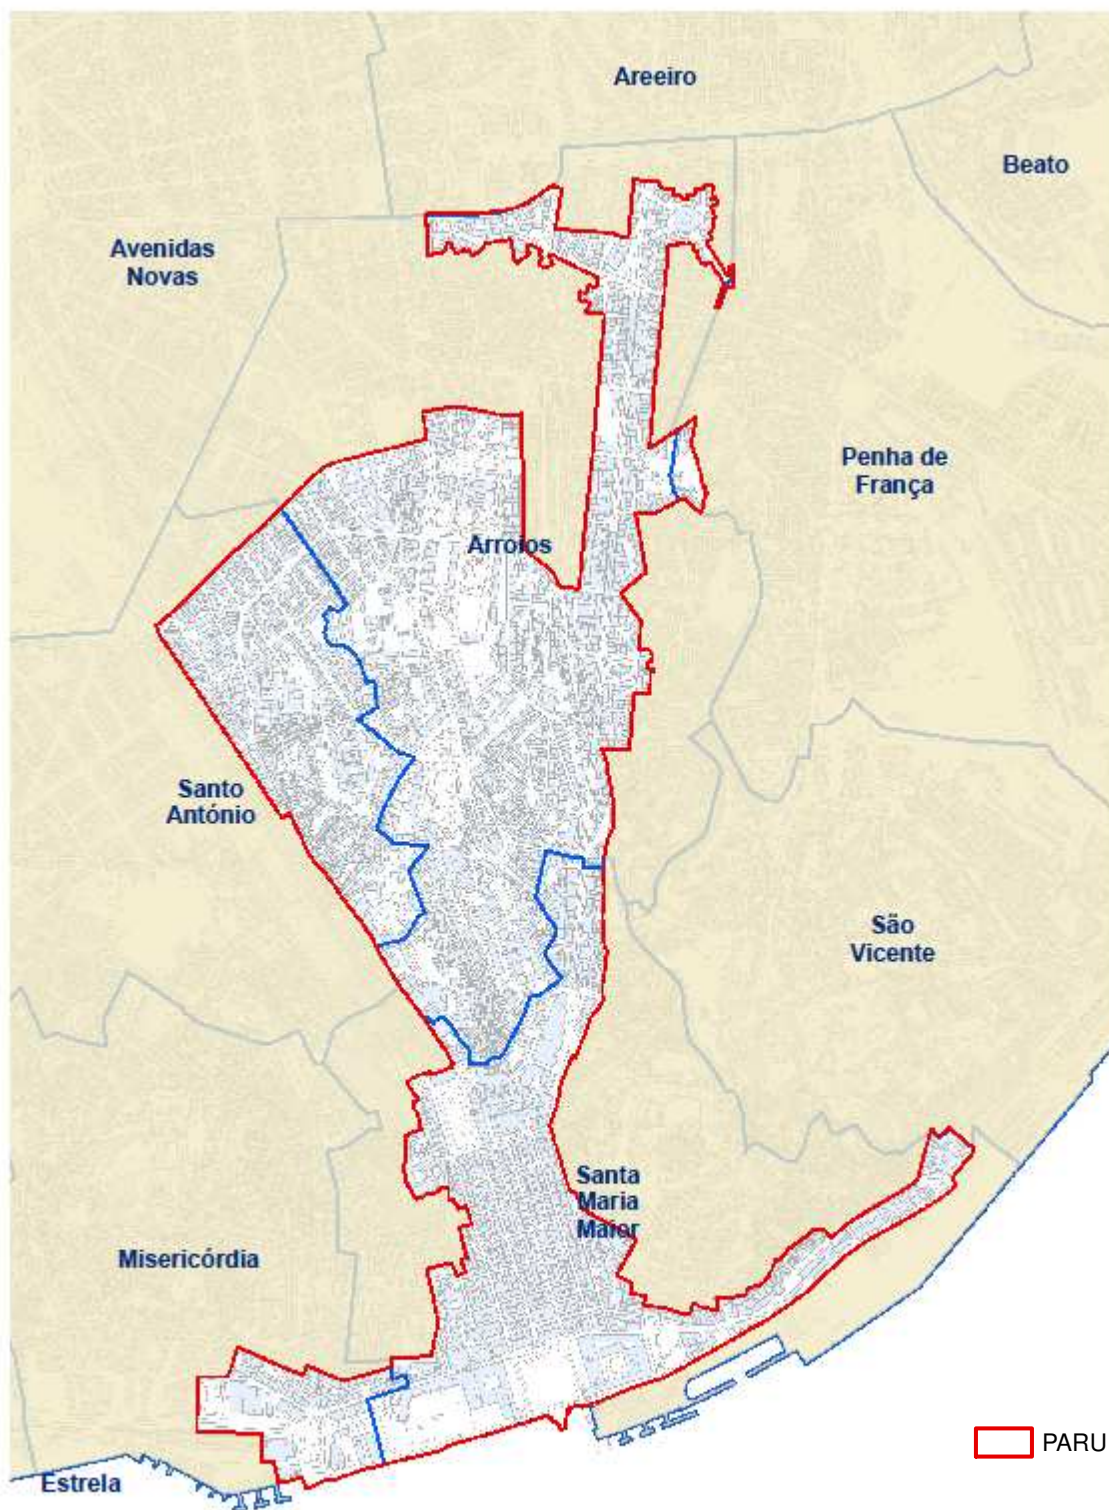 Areeiro
Beato
Avenidas
Novas
Penha de
França
Arroios
Santo
António
São
Vicente
Santa
Maria
Maior
Misericórdia
PARU
Estrela